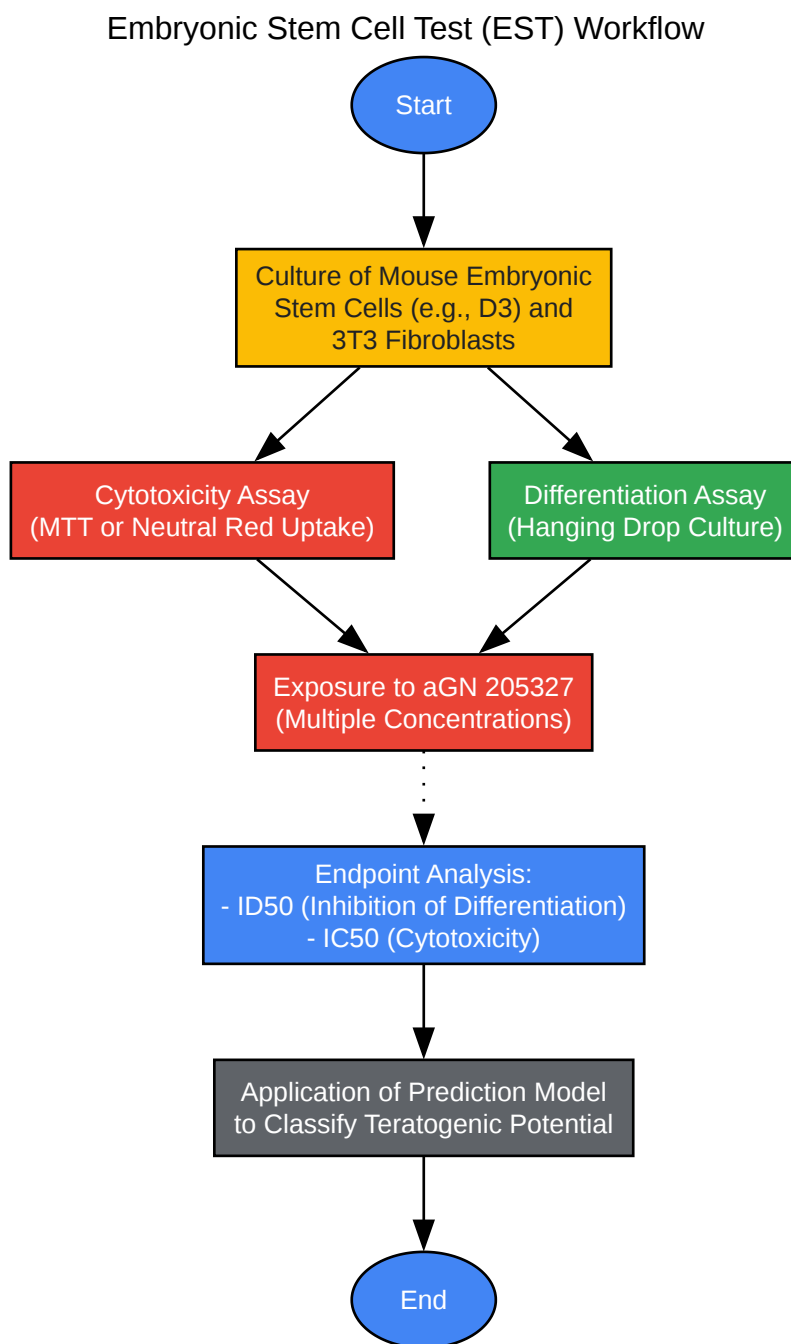 Embryonic Stem Cell Test (EST) Workflow
Start
Culture of Mouse Embryonic
Stem Cells (e.g., D3) and
3T3 Fibroblasts
Cytotoxicity Assay
(MTT or Neutral Red Uptake)
Differentiation Assay
(Hanging Drop Culture)
Exposure to aGN 205327
(Multiple Concentrations)
Endpoint Analysis:
- ID50 (Inhibition of Differentiation)
- IC50 (Cytotoxicity)
Application of Prediction Model
to Classify Teratogenic Potential
End